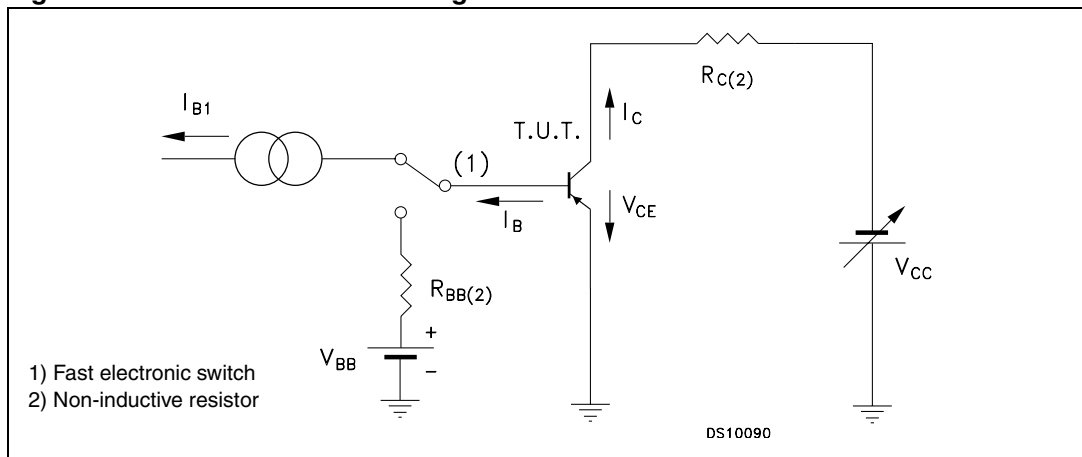 R_C(2)
I_B1
I_C
T.U.T.
(1)
V_CE
I_B
V_CC
R_BB(2)
+
V_BB
–
1) Fast electronic switch
2) Non-inductive resistor
DS10090